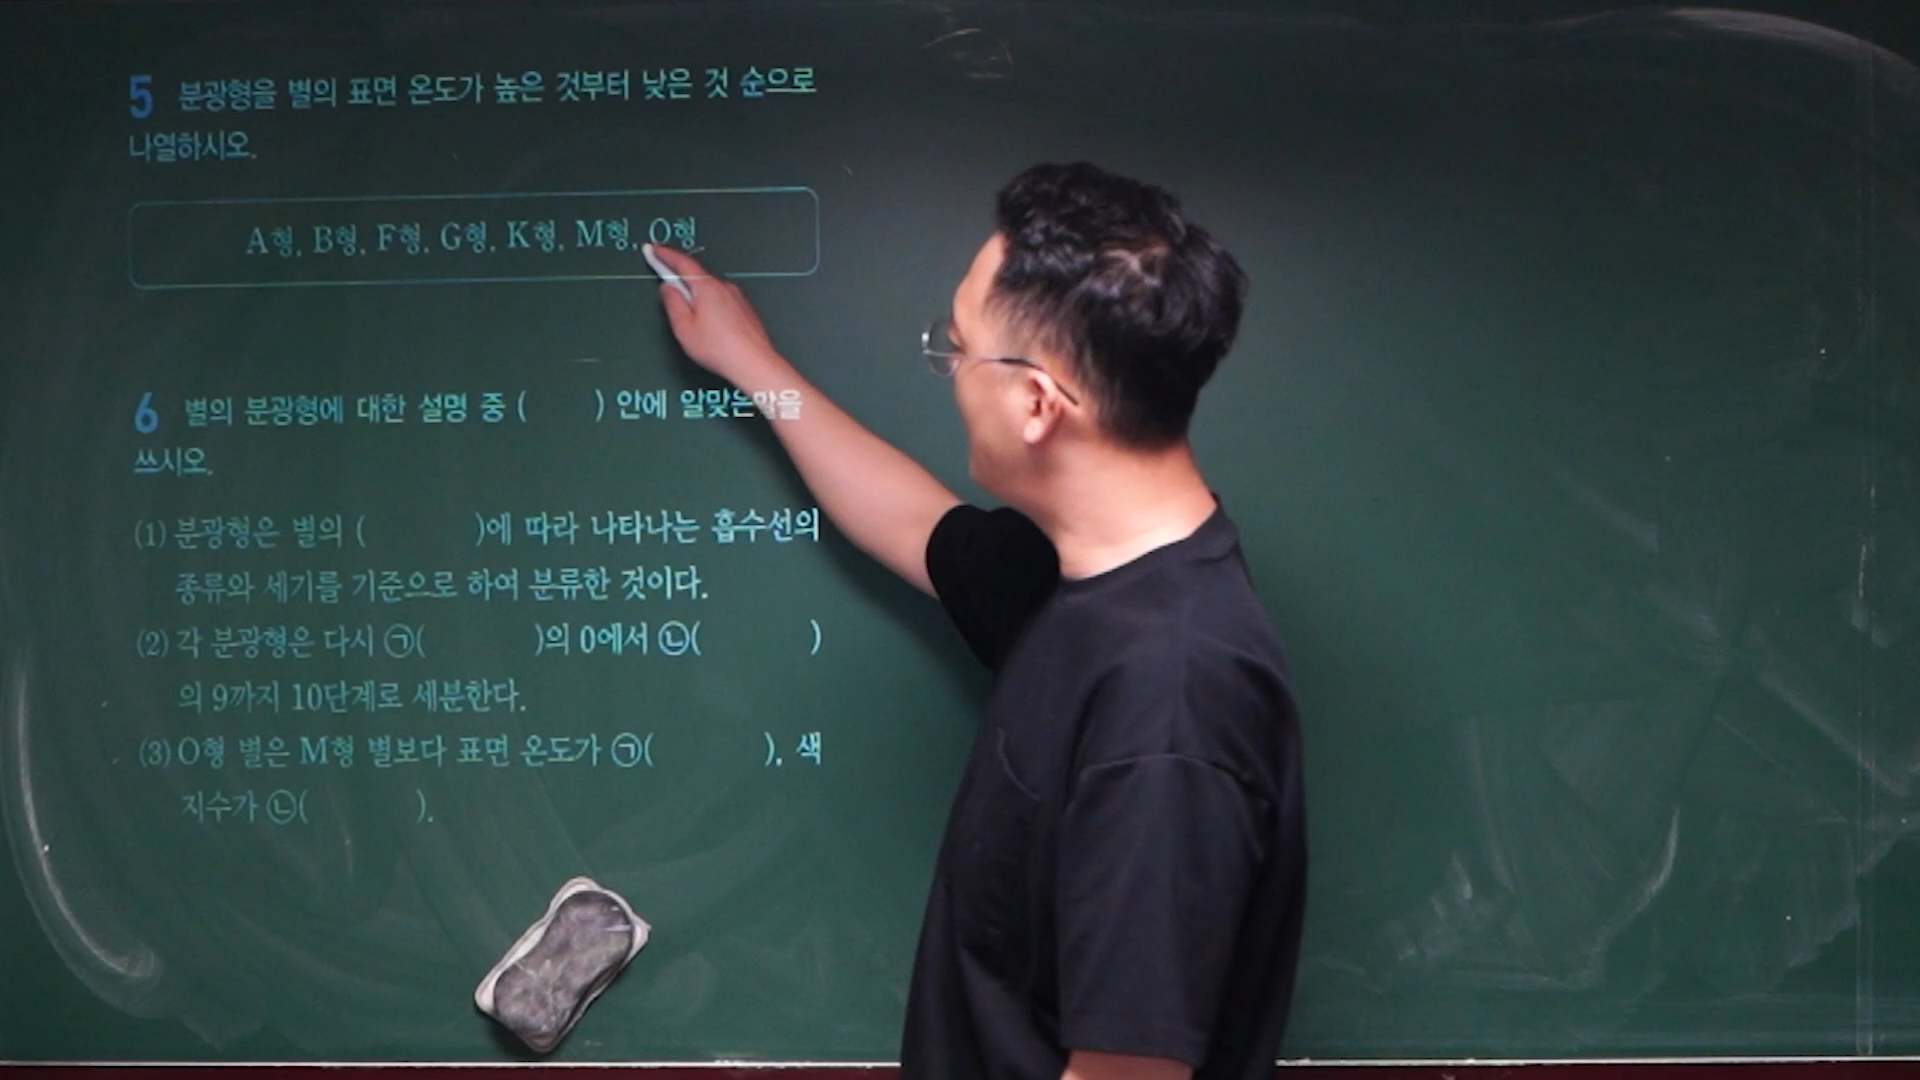 5 분광형을 별의 표면 온도가 높은 것부터 낮은 것 순으로
나열하시오.
A형, B형, F형, G형, K형, M형, O형
6 별의 분광형에 대한 설명 중 (    ) 안에 알맞은 말을
쓰시오.
(1) 분광형은 별의 (    )에 따라 나타나는 흡수선의
종류와 세기를 기준으로 하여 분류한 것이다.
(2) 각 분광형은 다시 ㉠(    )의 0에서 ㉡(    )
의 9까지 10단계로 세분한다.
(3) O형 별은 M형 별보다 표면 온도가 ㉠(    ), 색
지수가 ㉡(    ).